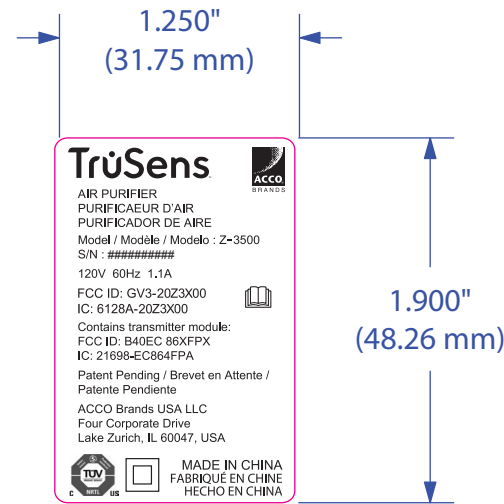 1.250"
(31.75 mm)
TruSens
ACCO
BRANDS
AIR PURIFIER
PURIFICAEUR D'AIR
PURIFICADOR DE AIRE
Model / Modèle / Modelo : Z-3500
S/N : ##########
120V 60Hz 1.1A
FCC ID: GV3-20Z3X00
IC: 6128A-20Z3X00
Contains transmitter module:
FCC ID: B40EC 86XFPX
IC: 21698-EC864FPA
Patent Pending / Brevet en Attente /
Patente Pendiente
ACCO Brands USA LLC
Four Corporate Drive
Lake Zurich, IL 60047, USA
TÜV
NRTL
C US
MADE IN CHINA
FABRIQUÉ EN CHINE
HECHO EN CHINA
1.900"
(48.26 mm)